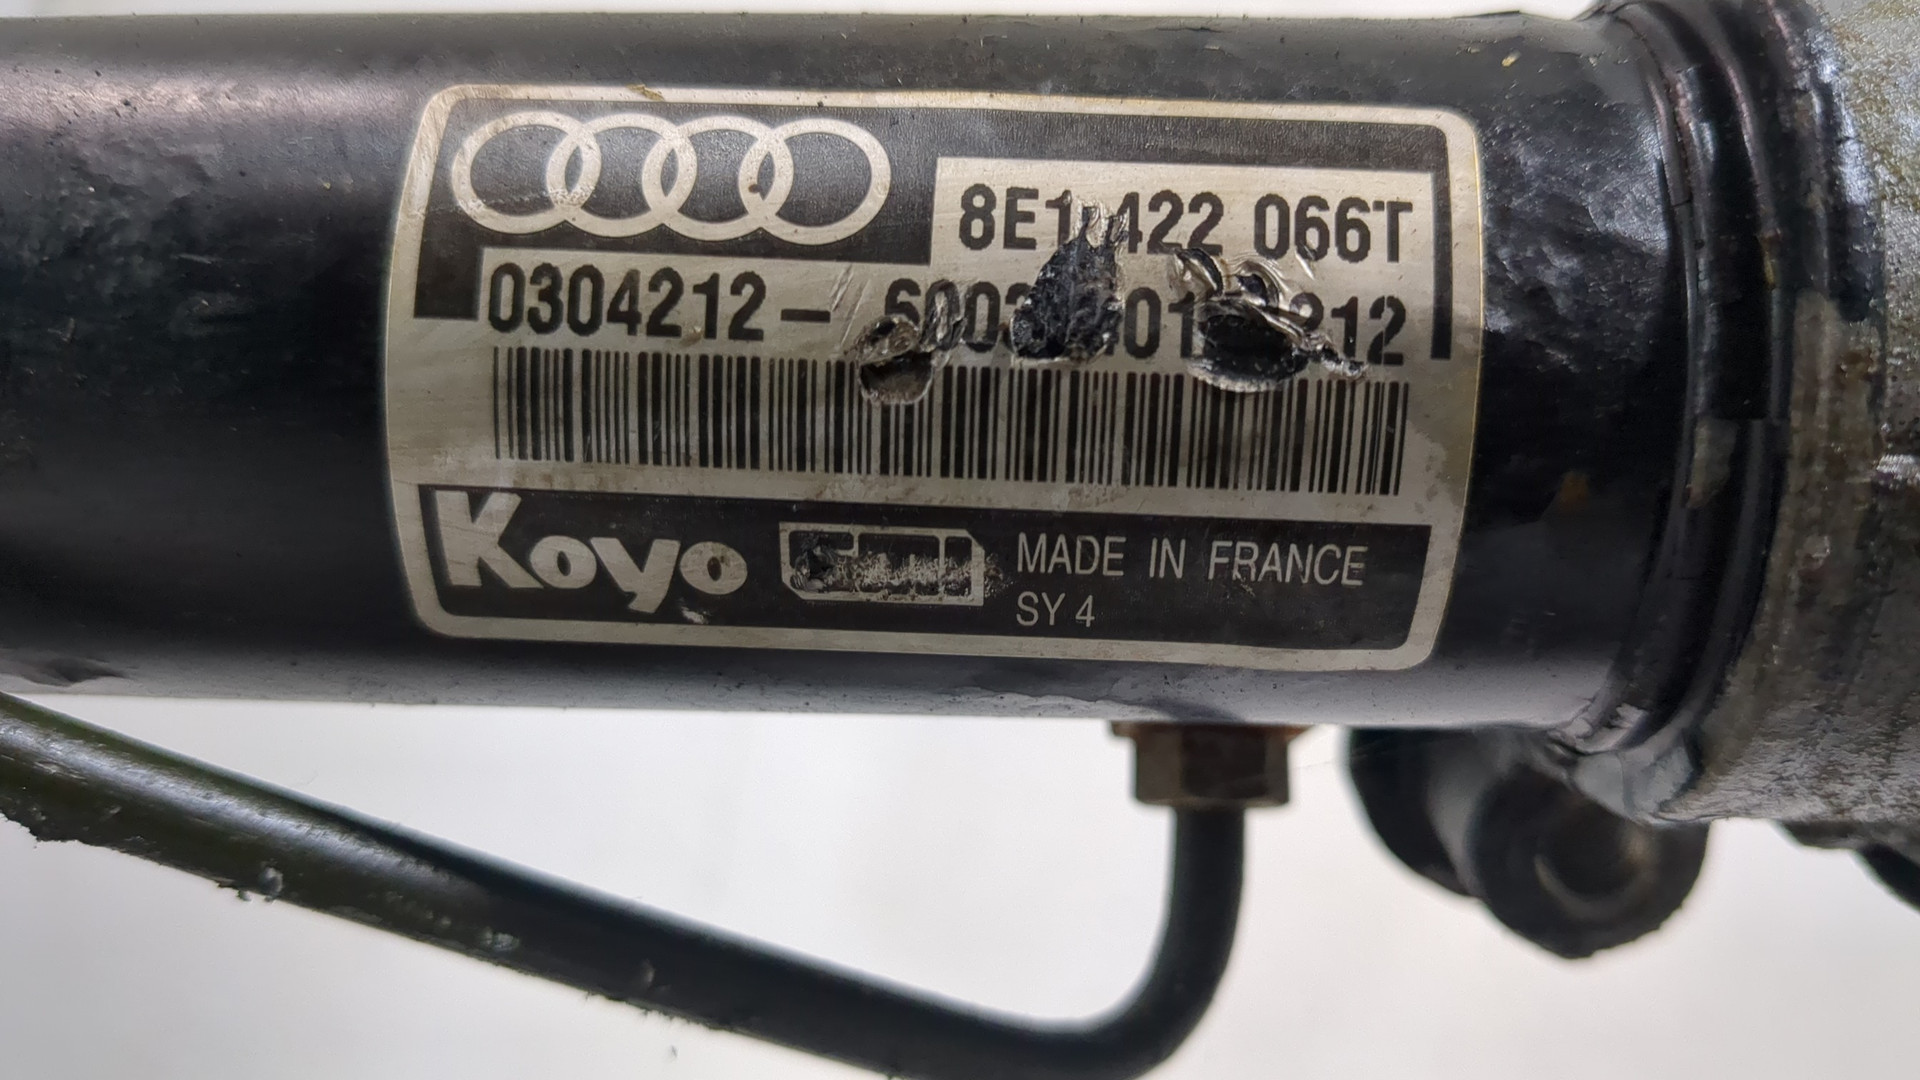 8E1 422 066T
0304212-
Koyo MADE IN FRANCE
SY 4